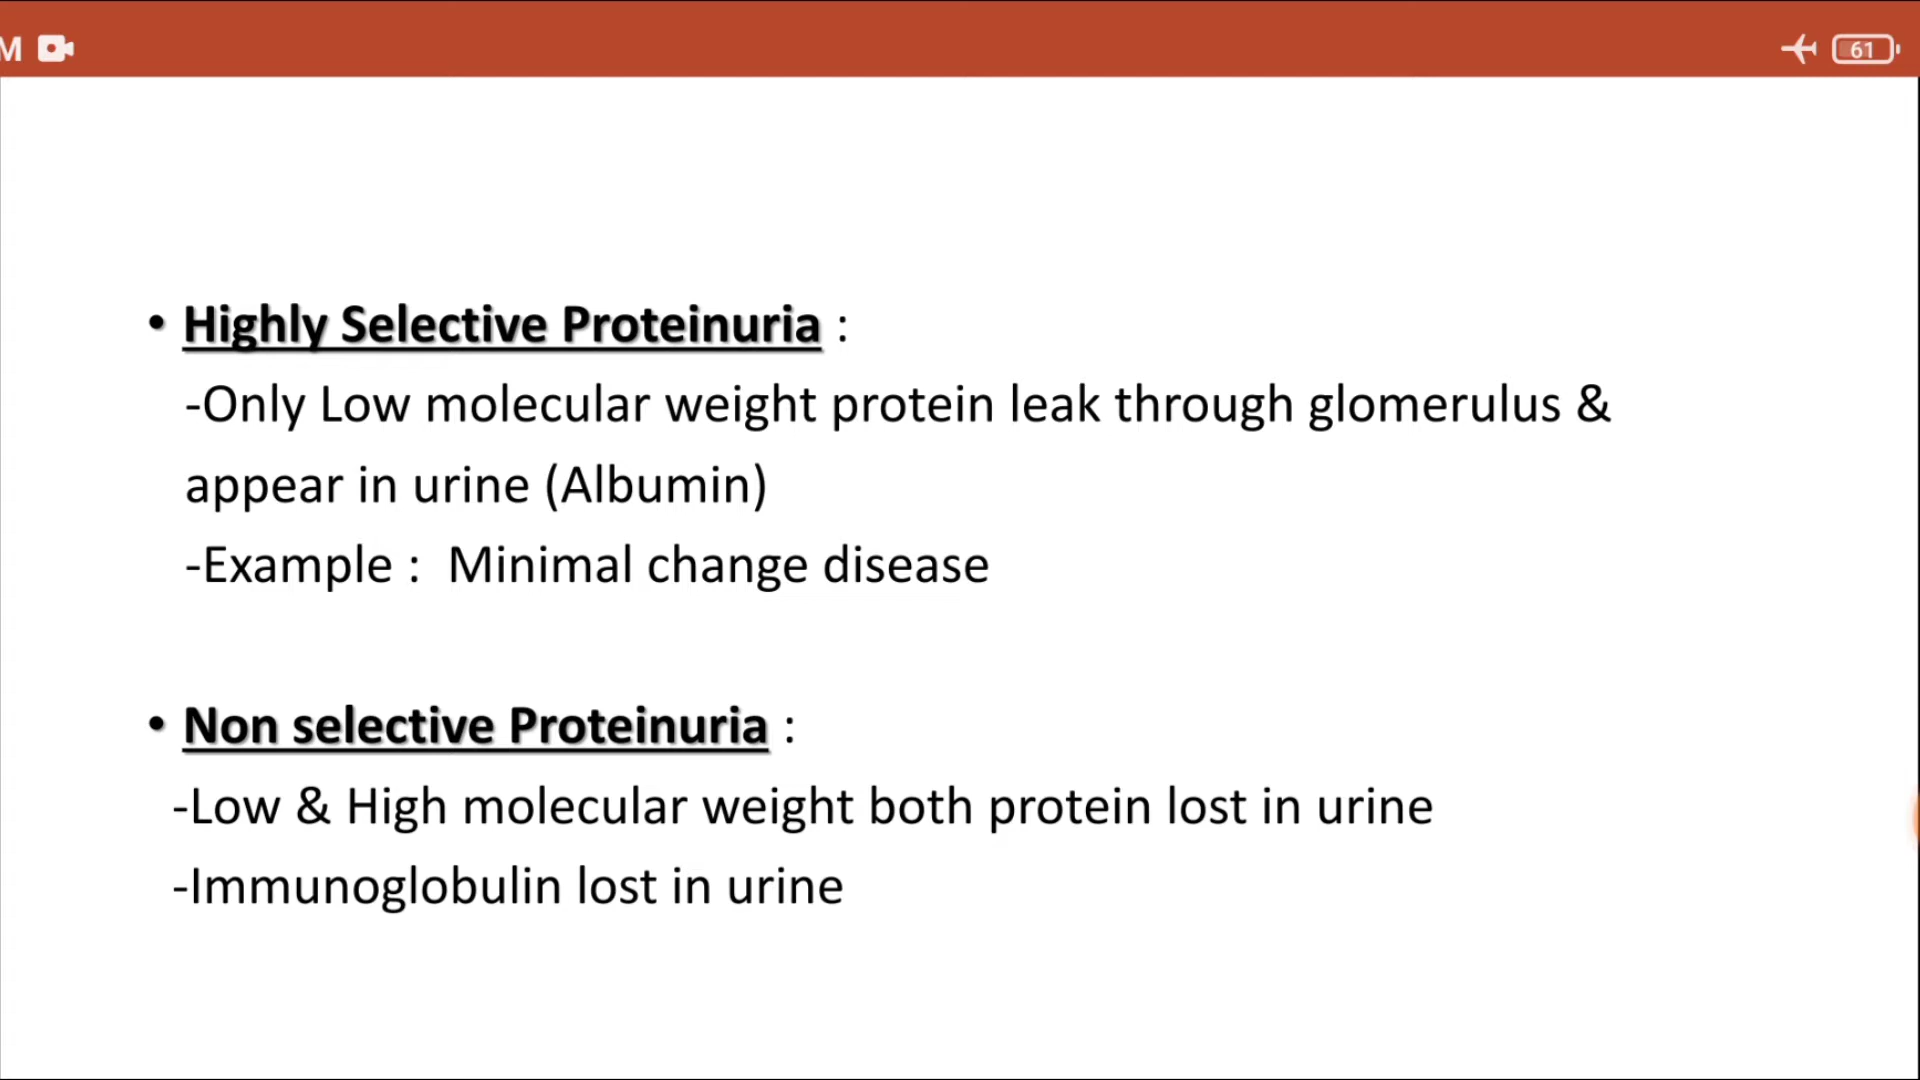 M
61
• Highly Selective Proteinuria :
-Only Low molecular weight protein leak through glomerulus &
appear in urine (Albumin)
-Example : Minimal change disease
• Non selective Proteinuria :
-Low & High molecular weight both protein lost in urine
-Immunoglobulin lost in urine